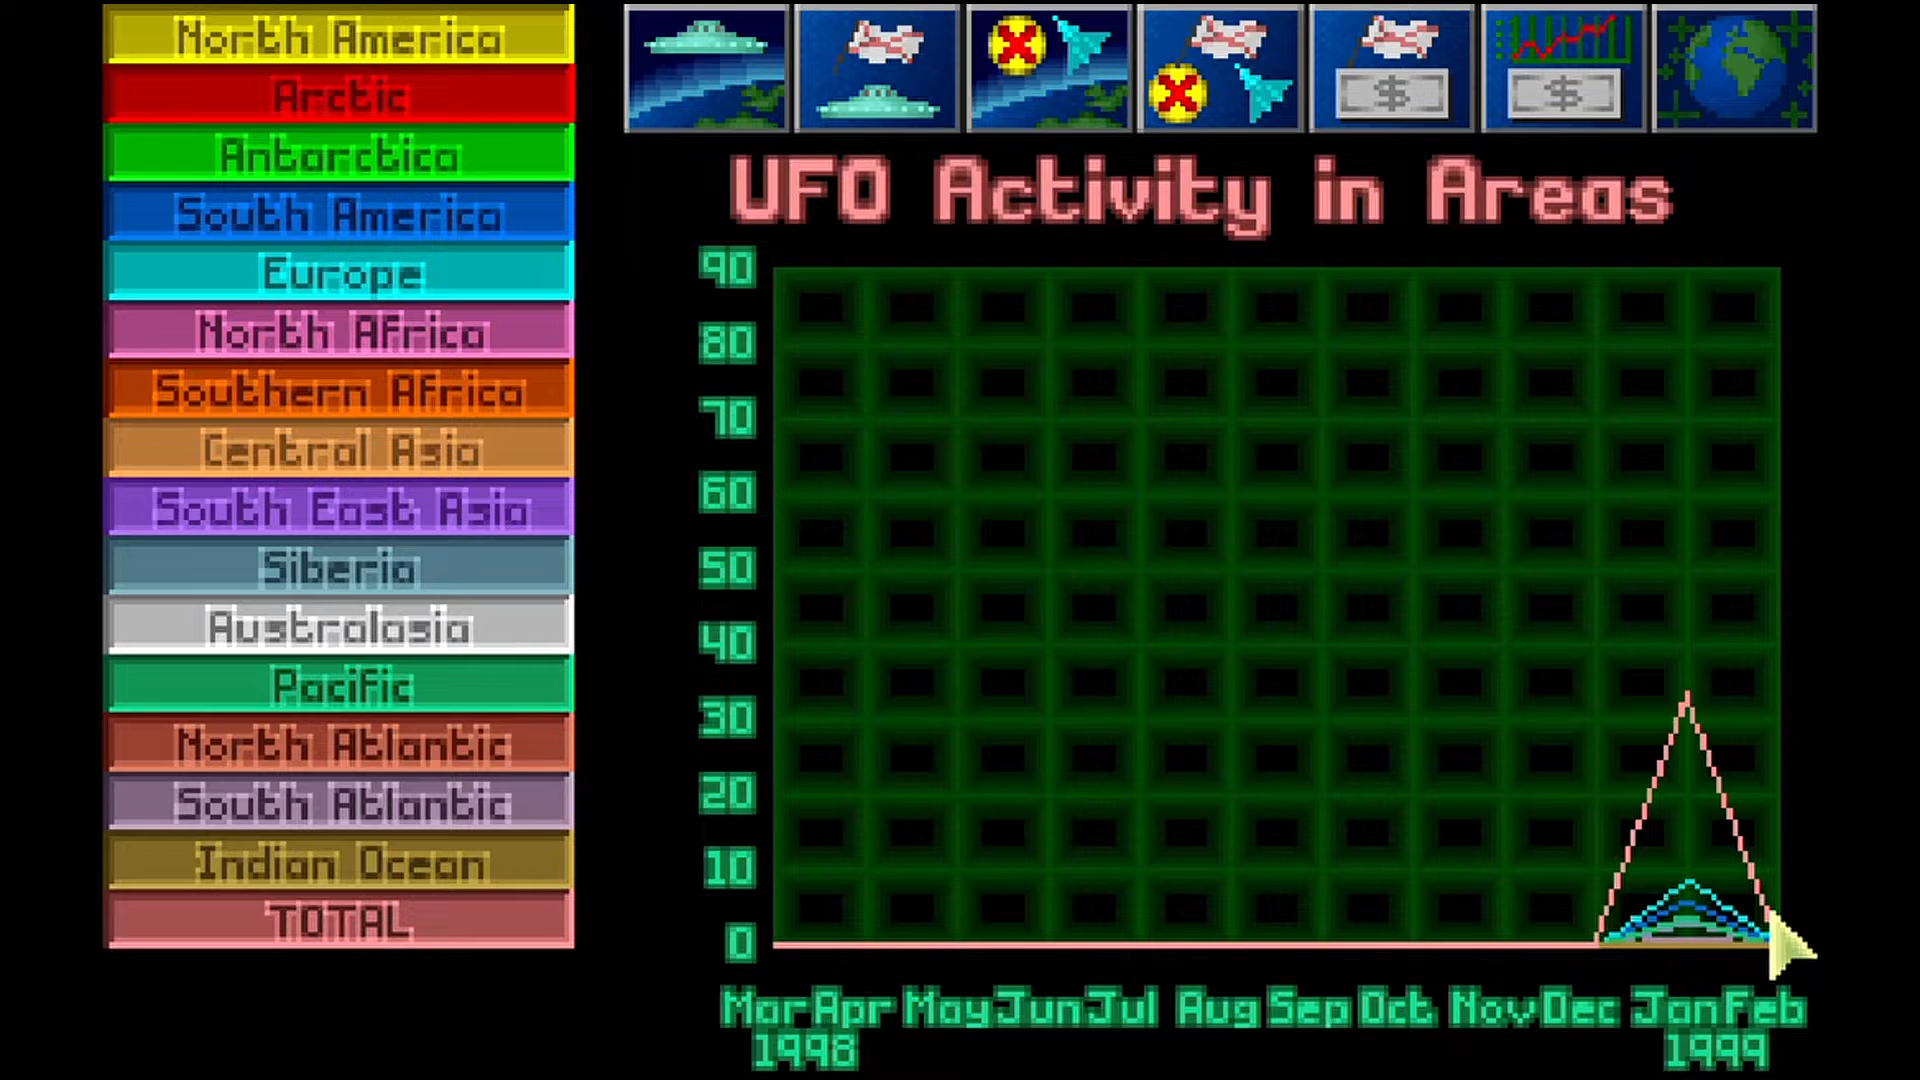 North America
Arctic
Antarctica
South America
Europe
North Africa
Southern Africa
Central Asia
South East Asia
Siberia
Australasia
Pacific
North Atlantic
South Atlantic
Indian Ocean
TOTAL
$ $
UFO Activity in Areas
90
80
70
60
50
40
30
20
10
0
Mar Apr May Jun Jul Aug Sep Oct Nov Dec Jan Feb
1998 1999